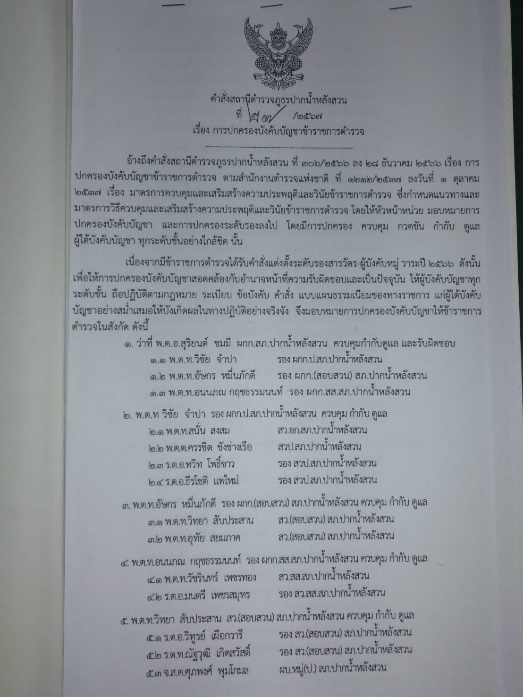 คำสั่งสถานีตำรวจภูธรปากน้ำหลังสวน
ที่ /๒๕๖๗
เรื่อง การปกครองบังคับบัญชาข้าราชการตำรวจ
อ้างถึงคำสั่งสถานีตำรวจภูธรปากน้ำหลังสวน ที่ ๓๐๖/๒๕๖๖ ลง ๒๘ ธันวาคม ๒๕๖๖ เรื่อง การ
ปกครองบังคับบัญชาข้าราชการตำรวจ ตามสำนักงานตำรวจแห่งชาติ ที่ ๑๒๑๒/๒๕๓๗ ลงวันที่ ๑ ตุลาคม
๒๕๓๗ เรื่อง มาตรการควบคุมและเสริมสร้างความประพฤติและวินัยข้าราชการตำรวจ ซึ่งกำหนดแนวทางและ
มาตรการวิธีควบคุมและเสริมสร้างความประพฤติและวินัยข้าราชการตำรวจ โดยให้หัวหน้าหน่วย มอบหมายการ
ปกครองบังคับบัญชา และการปกครองระดับรองลงไป โดยมีการปกครอง ควบคุม กวดขัน กำกับ ดูแล
ผู้ใต้บังคับบัญชา ทุกระดับชั้นอย่างใกล้ชิด นั้น
เนื่องจากมีข้าราชการตำรวจได้รับคำสั่งแต่งตั้งระดับรองสารวัตร-ผู้บังคับหมู่ วาระปี ๒๕๖๖ ดังนั้น
เพื่อให้การปกครองบังคับบัญชาสอดคล้องกับอำนาจหน้าที่ความรับผิดชอบและเป็นปัจจุบัน ให้ผู้บังคับบัญชาทุก
ระดับชั้น ถือปฏิบัติตามกฎหมาย ระเบียบ ข้อบังคับ คำสั่ง แบบแผนธรรมเนียมของทางราชการ แก่ผู้ใต้บังคับ
บัญชาอย่างสม่ำเสมอให้บังเกิดผลในทางปฏิบัติอย่างจริงจัง จึงมอบหมายการปกครองบังคับบัญชาให้ข้าราชการ
ตำรวจในสังกัด ดังนี้
๑. ว่าที่ พ.ต.อ.สุริยนต์ ชมมี ผกก.สภ.ปากน้ำหลังสวน ควบคุมกำกับดูแล และรับผิดชอบ
๑.๑ พ.ต.ท.วิชัย จำปา รอง ผกก.ป.สภ.ปากน้ำหลังสวน
๑.๒ พ.ต.ท.อัษกร หมื่นภักดี รอง ผกก.(สอบสวน) สภ.ปากน้ำหลังสวน
๑.๓ พ.ต.ท.อนนภณ กฤชธรรมนนท์ รอง ผกก.สส.สภ.ปากน้ำหลังสวน
๒. พ.ต.ท วิชัย จำปา รอง ผกก.ป.สภ.ปากน้ำหลังสวน ควบคุม กำกับ ดูแล
๒.๑ พ.ต.ท.สนั่น สงสม สว.อก.สภ.ปากน้ำหลังสวน
๒.๒ พ.ต.ต.ครรชิต ชังช่างเรือ สวป.สภ.ปากน้ำหลังสวน
๒.๓ ร.ต.อ.ทวีท โพธิ์ขาว รอง สวป.สภ.ปากน้ำหลังสวน
๒.๔ ร.ต.อ.ธีรโชติ แพใหม่ รอง สวป.สภ.ปากน้ำหลังสวน
๓. พ.ต.ท.อัษกร หมื่นภักดี รอง ผกก.(สอบสวน) สภ.ปากน้ำหลังสวน ควบคุม กำกับ ดูแล
๓.๑ พ.ต.ท.วิทยา สับประสาน สว.(สอบสวน) สภ.ปากน้ำหลังสวน
๓.๒ พ.ต.ท.อุทัย สยมภาค สว.(สอบสวน) สภ.ปากน้ำหลังสวน
๔. พ.ต.ท.อนนภณ กฤชธรรมนนท์ รอง ผกก.สส.สภ.ปากน้ำหลังสวน ควบคุม กำกับ ดูแล
๔.๑ พ.ต.ท.วัชรินทร์ เพชรทอง สว.สส.สภ.ปากน้ำหลังสวน
๔.๒ ร.ต.อ.มนตรี เพชรสมุทร รอง สว.สส.สภ.ปากน้ำหลังสวน
๕. พ.ต.ท.วิทยา สับประสาน สว.(สอบสวน) สภ.ปากน้ำหลังสวน ควบคุม กำกับ ดูแล
๕.๑ ร.ต.อ.วิทูรย์ เผือกวารี รอง สว.(สอบสวน) สภ.ปากน้ำหลังสวน
๕.๒ ร.ต.ท.ณัฐวุฒิ เกิดสวัสดิ์ รอง สว.(สอบสวน) สภ.ปากน้ำหลังสวน
๕.๓ จ.ส.ต.ศุภพงศ์ พุมโกมล ผบ.หมู่(ป.) สภ.ปากน้ำหลังสวน